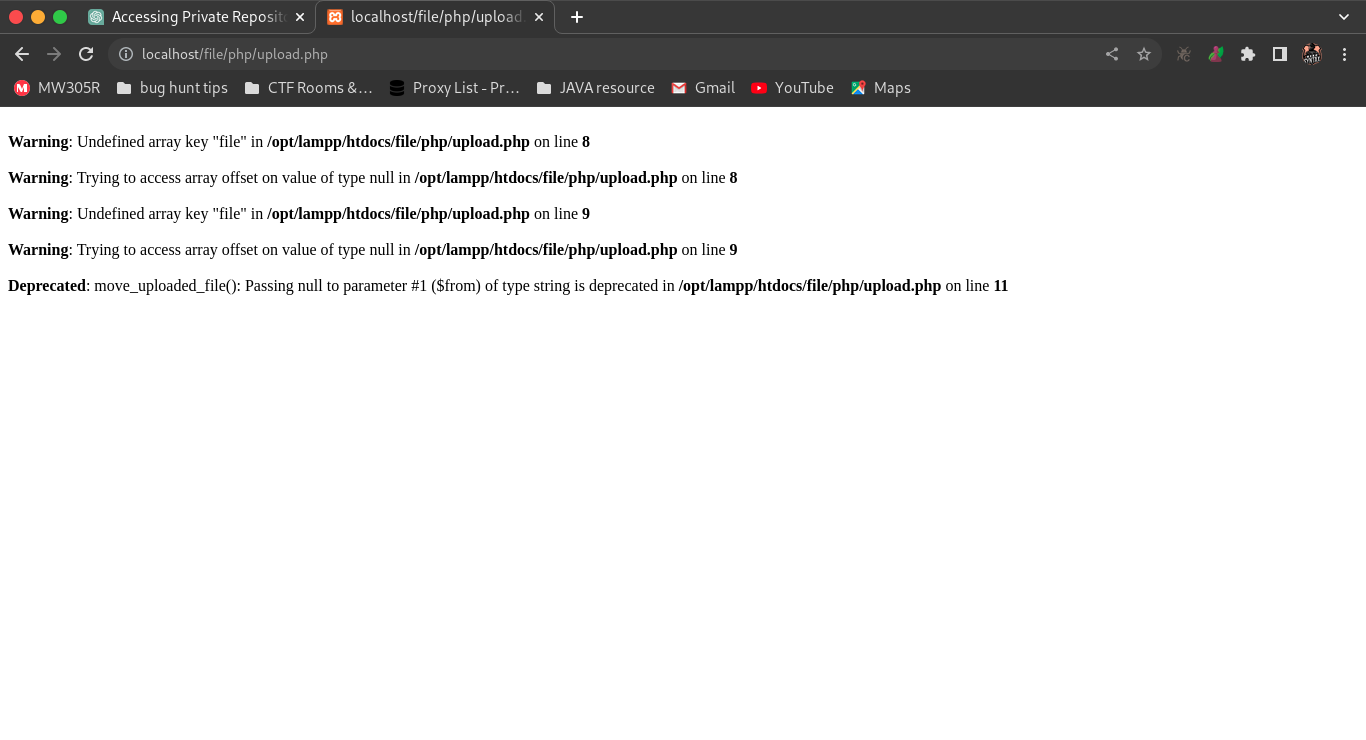 Accessing Private Reposito
localhost/file/php/upload.
localhost/file/php/upload.php
MW305R
bug hunt tips
CTF Rooms &...
Proxy List - Pr...
JAVA resource
Gmail
YouTube
Maps
Warning: Undefined array key "file" in /opt/lampp/htdocs/file/php/upload.php on line 8
Warning: Trying to access array offset on value of type null in /opt/lampp/htdocs/file/php/upload.php on line 8
Warning: Undefined array key "file" in /opt/lampp/htdocs/file/php/upload.php on line 9
Warning: Trying to access array offset on value of type null in /opt/lampp/htdocs/file/php/upload.php on line 9
Deprecated: move_uploaded_file(): Passing null to parameter #1 ($from) of type string is deprecated in /opt/lampp/htdocs/file/php/upload.php on line 11